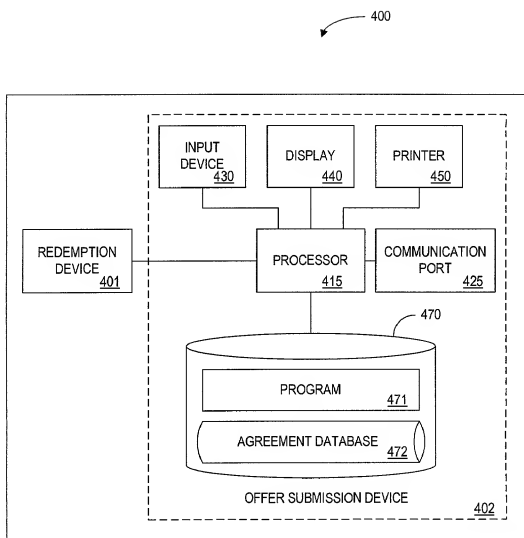 400
INPUT
DEVICE
430
DISPLAY
440
PRINTER
450
REDEMPTION
DEVICE
401
PROCESSOR
415
COMMUNICATION
PORT
425
470
PROGRAM
471
AGREEMENT DATABASE
472
OFFER SUBMISSION DEVICE
402